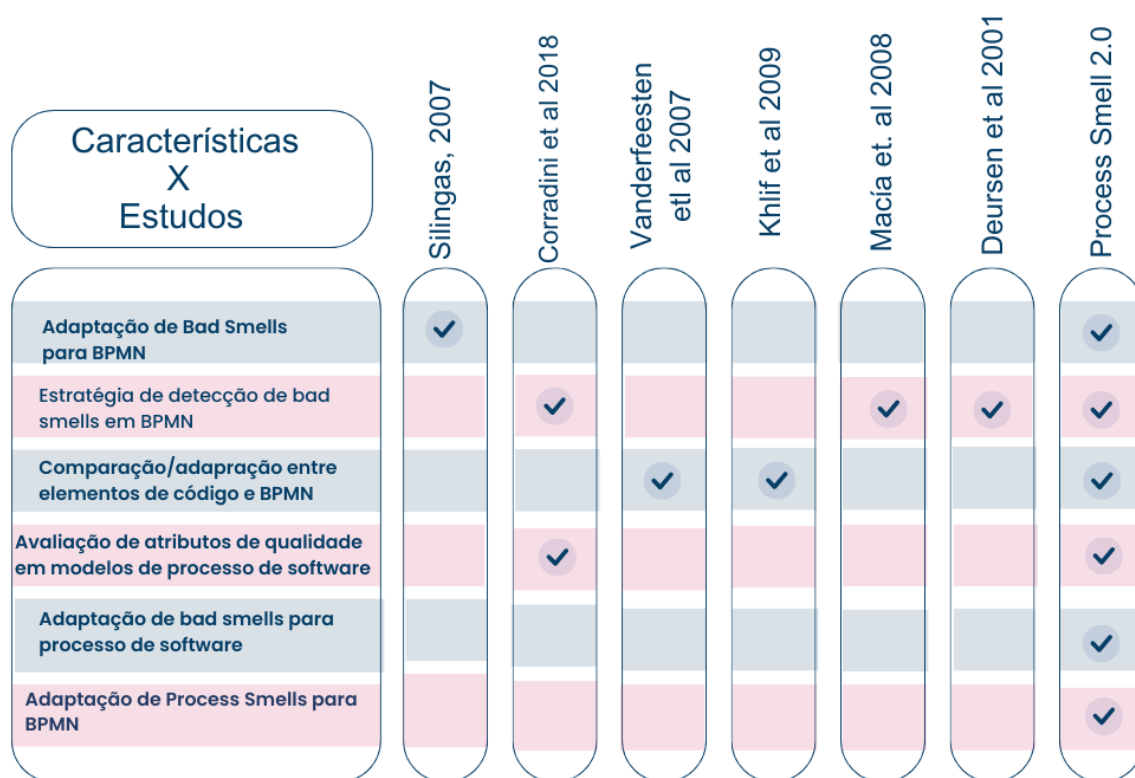 Características
X
Estudos
Silingas, 2007
Corradini et al 2018
Vanderfeesten
etl al 2007
Khlif et al 2009
Macía et. al 2008
Deursen et al 2001
Process Smell 2.0
Adaptação de Bad Smells
para BPMN
Estratégia de detecção de bad
smells em BPMN
Comparação/adapração entre
elementos de código e BPMN
Avaliação de atributos de qualidade
em modelos de processo de software
Adaptação de bad smells para
processo de software
Adaptação de Process Smells para
BPMN